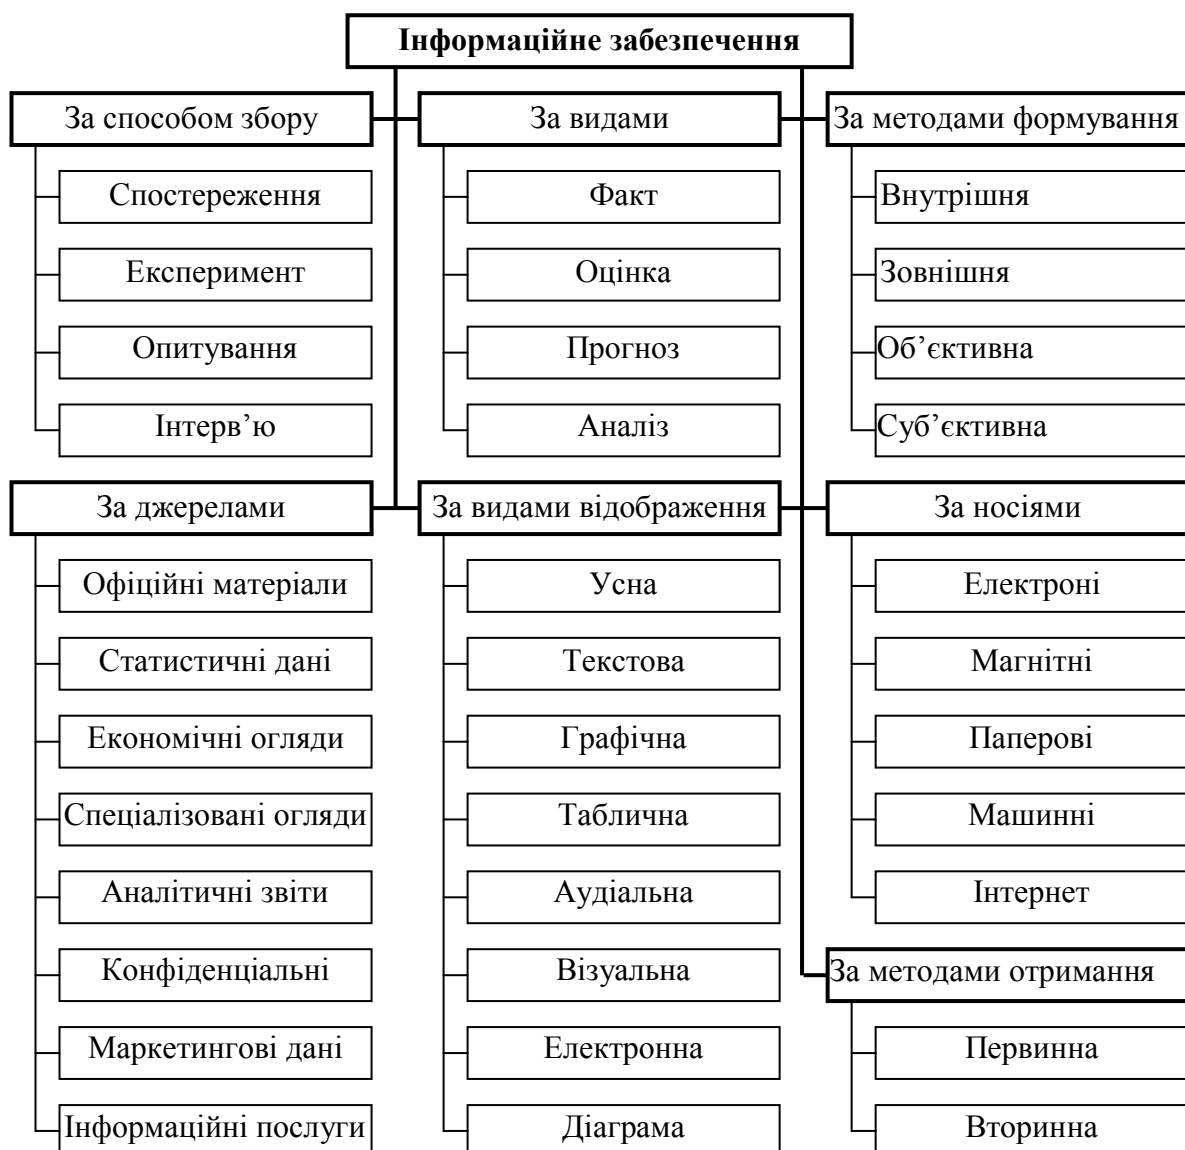 Інформаційне забезпечення
За способом збору
Спостереження
Експеримент
Опитування
Інтерв’ю
За видами
Факт
Оцінка
Прогноз
Аналіз
За методами формування
Внутрішня
Зовнішня
Об’єктивна
Суб’єктивна
За джерелами
Офіційні матеріали
Статистичні дані
Економічні огляди
Спеціалізовані огляди
Аналітичні звіти
Конфіденціальні
Маркетингові дані
Інформаційні послуги
За видами відображення
Усна
Текстова
Графічна
Таблична
Аудіальна
Візуальна
Електронна
Діаграма
За носіями
Електроні
Магнітні
Паперові
Машинні
Інтернет
За методами отримання
Первинна
Вторинна